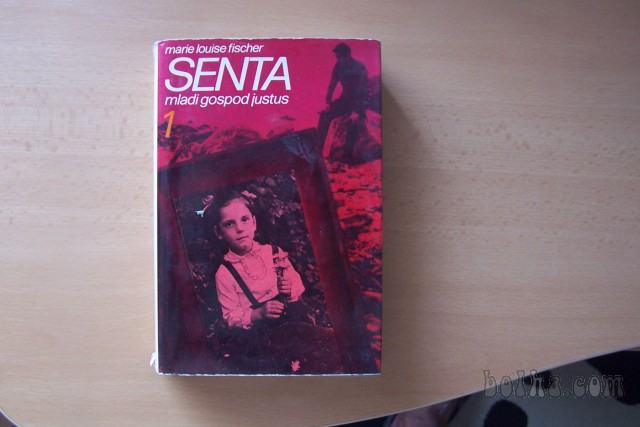 marie louise fischer
SENTA
mladi gospod justus
1
bolha.com